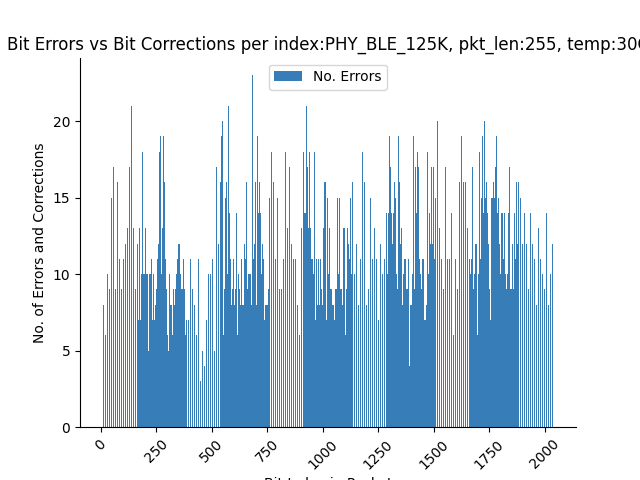 Bit Errors vs Bit Corrections per index:PHY_BLE_125K, pkt_len:255, temp:30
No. Errors
No. of Errors and Corrections
20
15
10
5
0
0 250 500 750 1000 1250 1500 1750 2000